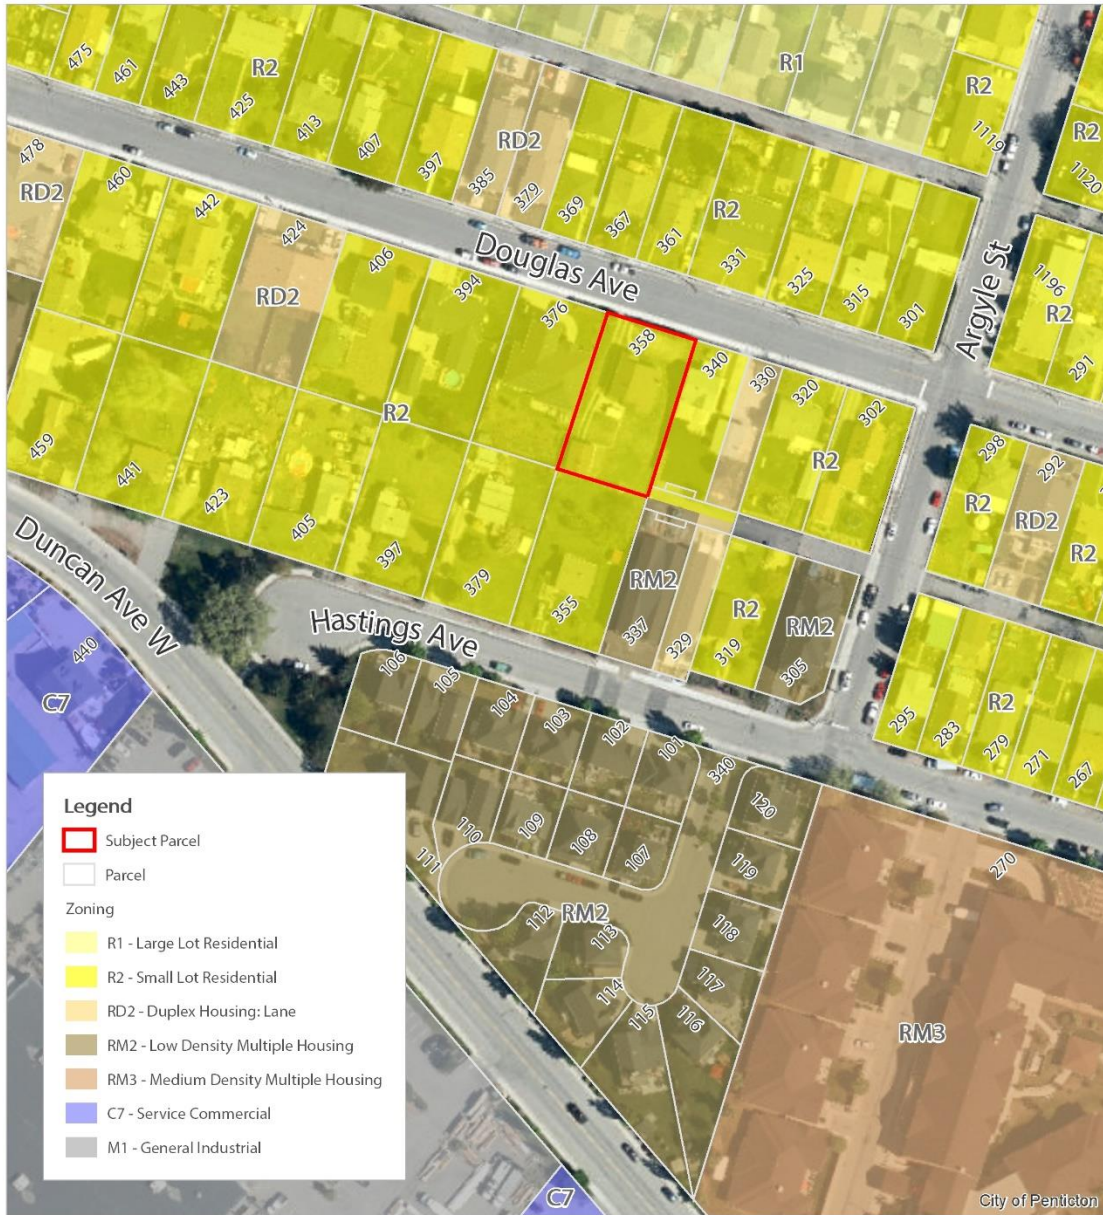 475
461
443
R2
425
413
407
397
RD2
385
379
369
367
361
R2
331
325
315
301
R1
R2
1119
R2
1120
478
RD2
460
442
424
RD2
406
394
376
Douglas Ave
358
340
330
320
302
R2
Argyle St
1196
R2
291
298
292
R2
RD2
R2
R2
459
441
423
405
397
379
355
RM2
337
329
R2
319
RM2
305
295
283
R2
279
271
267
Duncan Ave W
Hastings Ave
440
C7
106
105
104
103
102
101
340
120
110
109
108
107
119
111
112
RM2
113
118
117
114
115
116
270
RM3
C7
Legend
Subject Parcel
Parcel
Zoning
R1 - Large Lot Residential
R2 - Small Lot Residential
RD2 - Duplex Housing: Lane
RM2 - Low Density Multiple Housing
RM3 - Medium Density Multiple Housing
C7 - Service Commercial
M1 - General Industrial
City of Penticton